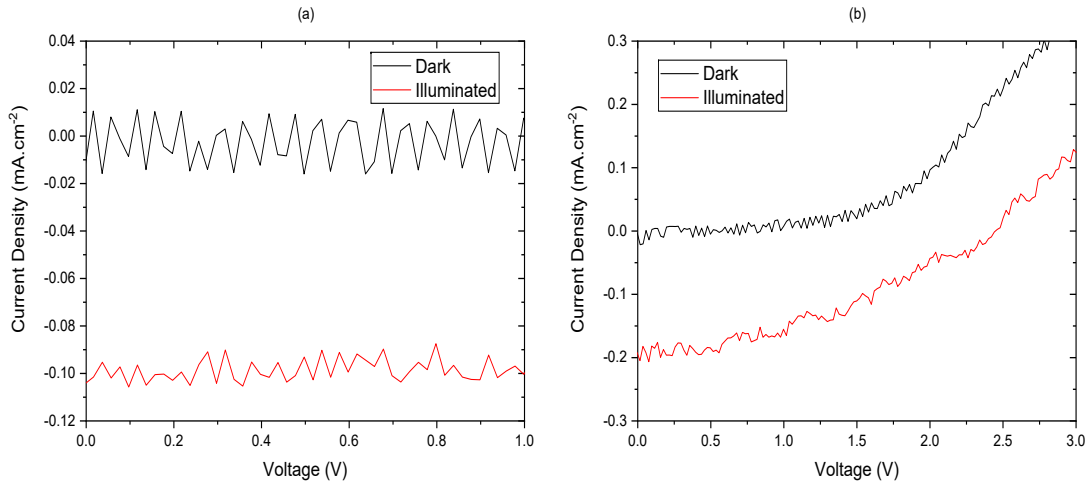 (a)
0.04
0.02
0.00
-0.02
-0.04
-0.06
-0.08
-0.10
-0.12
0.0 0.2 0.4 0.6 0.8 1.0
Current Density (mA.cm⁻²)
Voltage (V)
Dark
Illuminated
(b)
0.3
0.2
0.1
0.0
-0.1
-0.2
-0.3
0.0 0.5 1.0 1.5 2.0 2.5 3.0
Current Density (mA.cm⁻²)
Voltage (V)
Dark
Illuminated